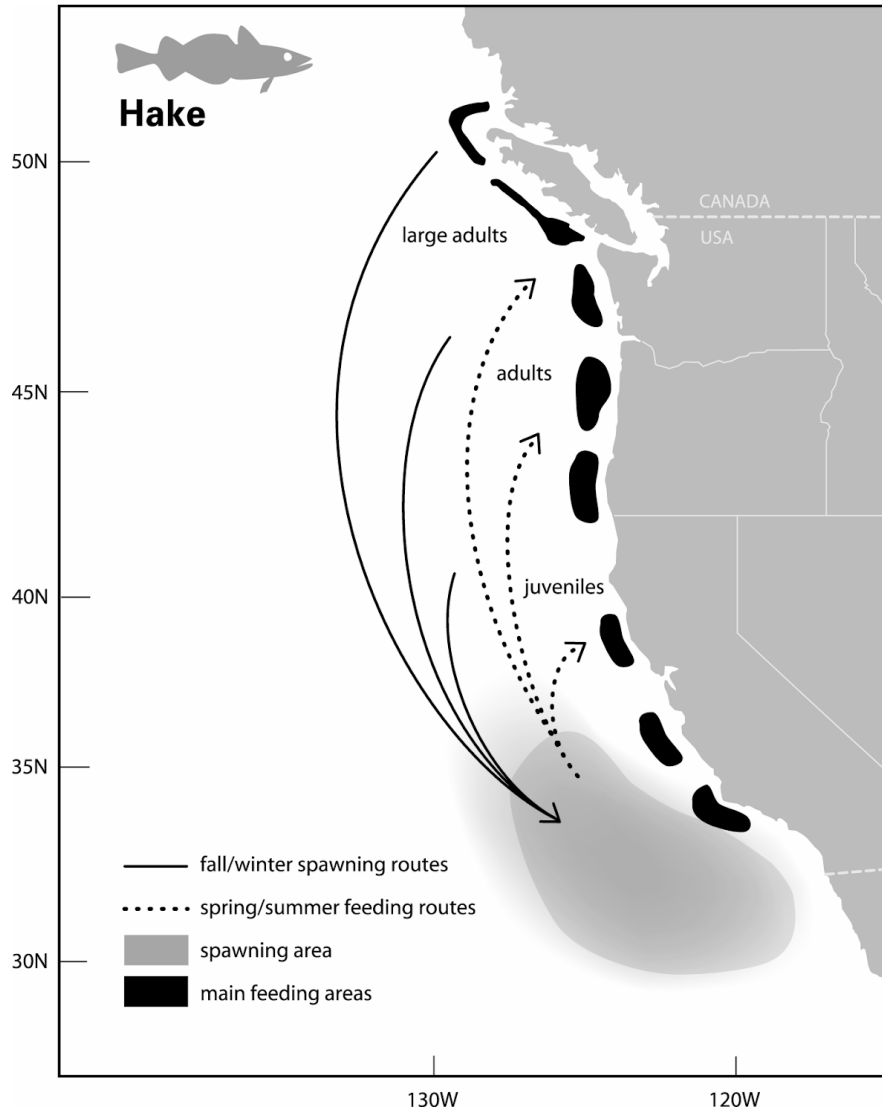 Hake
50N
CANADA
USA
large adults
adults
45N
juveniles
40N
35N
fall/winter spawning routes
spring/summer feeding routes
spawning area
30N
main feeding areas
130W
120W